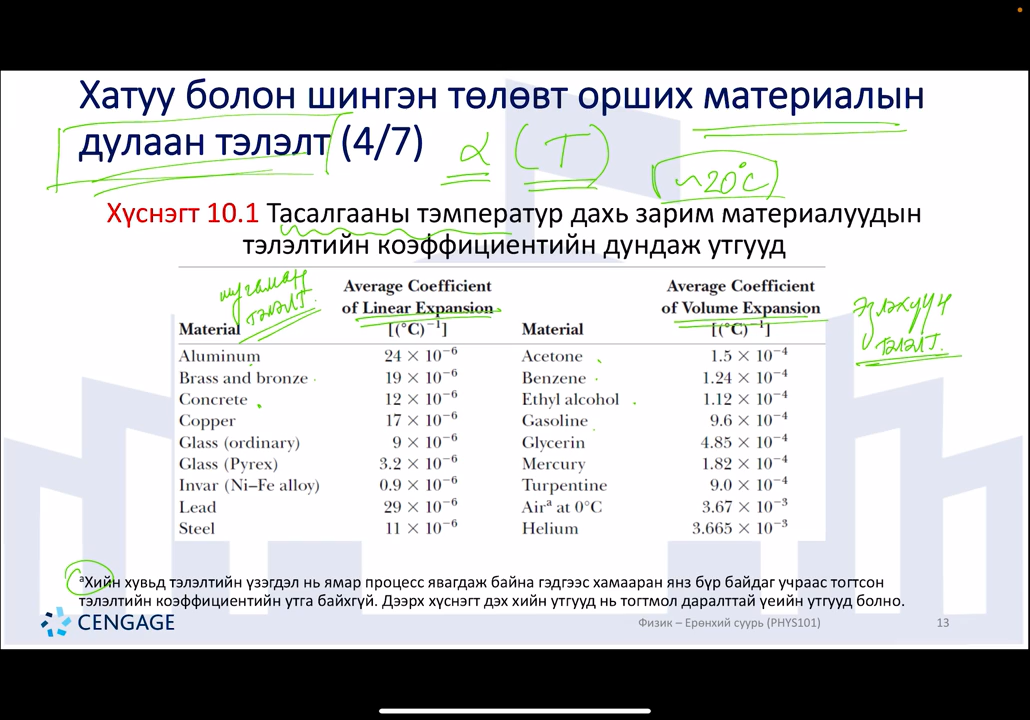 Хатуу болон шингэн төлөвт орших материалын
дулаан тэлэлт (4/7)
α (T)
~20°C
Хүснэгт 10.1 Тасалгааны тэмператур дахь зарим материалуудын
тэлэлтийн коэффициентийн дундаж утгууд
шугаман
тэлэлт.
Average Coefficient Average Coefficient
of Linear Expansion of Volume Expansion
Material [(°C)⁻¹] Material [(°C)⁻¹]
эзлэхүүн
тэлэлт.
Aluminum 24 × 10⁻⁶ Acetone 1.5 × 10⁻⁴
Brass and bronze 19 × 10⁻⁶ Benzene 1.24 × 10⁻⁴
Concrete 12 × 10⁻⁶ Ethyl alcohol 1.12 × 10⁻⁴
Copper 17 × 10⁻⁶ Gasoline 9.6 × 10⁻⁴
Glass (ordinary) 9 × 10⁻⁶ Glycerin 4.85 × 10⁻⁴
Glass (Pyrex) 3.2 × 10⁻⁶ Mercury 1.82 × 10⁻⁴
Invar (Ni–Fe alloy) 0.9 × 10⁻⁶ Turpentine 9.0 × 10⁻⁴
Lead 29 × 10⁻⁶ Airᵃ at 0°C 3.67 × 10⁻³
Steel 11 × 10⁻⁶ Helium 3.665 × 10⁻³
ᵃХийн хувьд тэлэлтийн үзэгдэл нь ямар процесс явагдаж байна гэдгээс хамааран янз бүр байдаг учраас тогтсон
тэлэлтийн коэффициентийн утга байхгүй. Дээрх хүснэгт дэх хийн утгууд нь тогтмол даралттай үеийн утгууд болно.
CENGAGE Физик – Ерөнхий суурь (PHYS101) 13